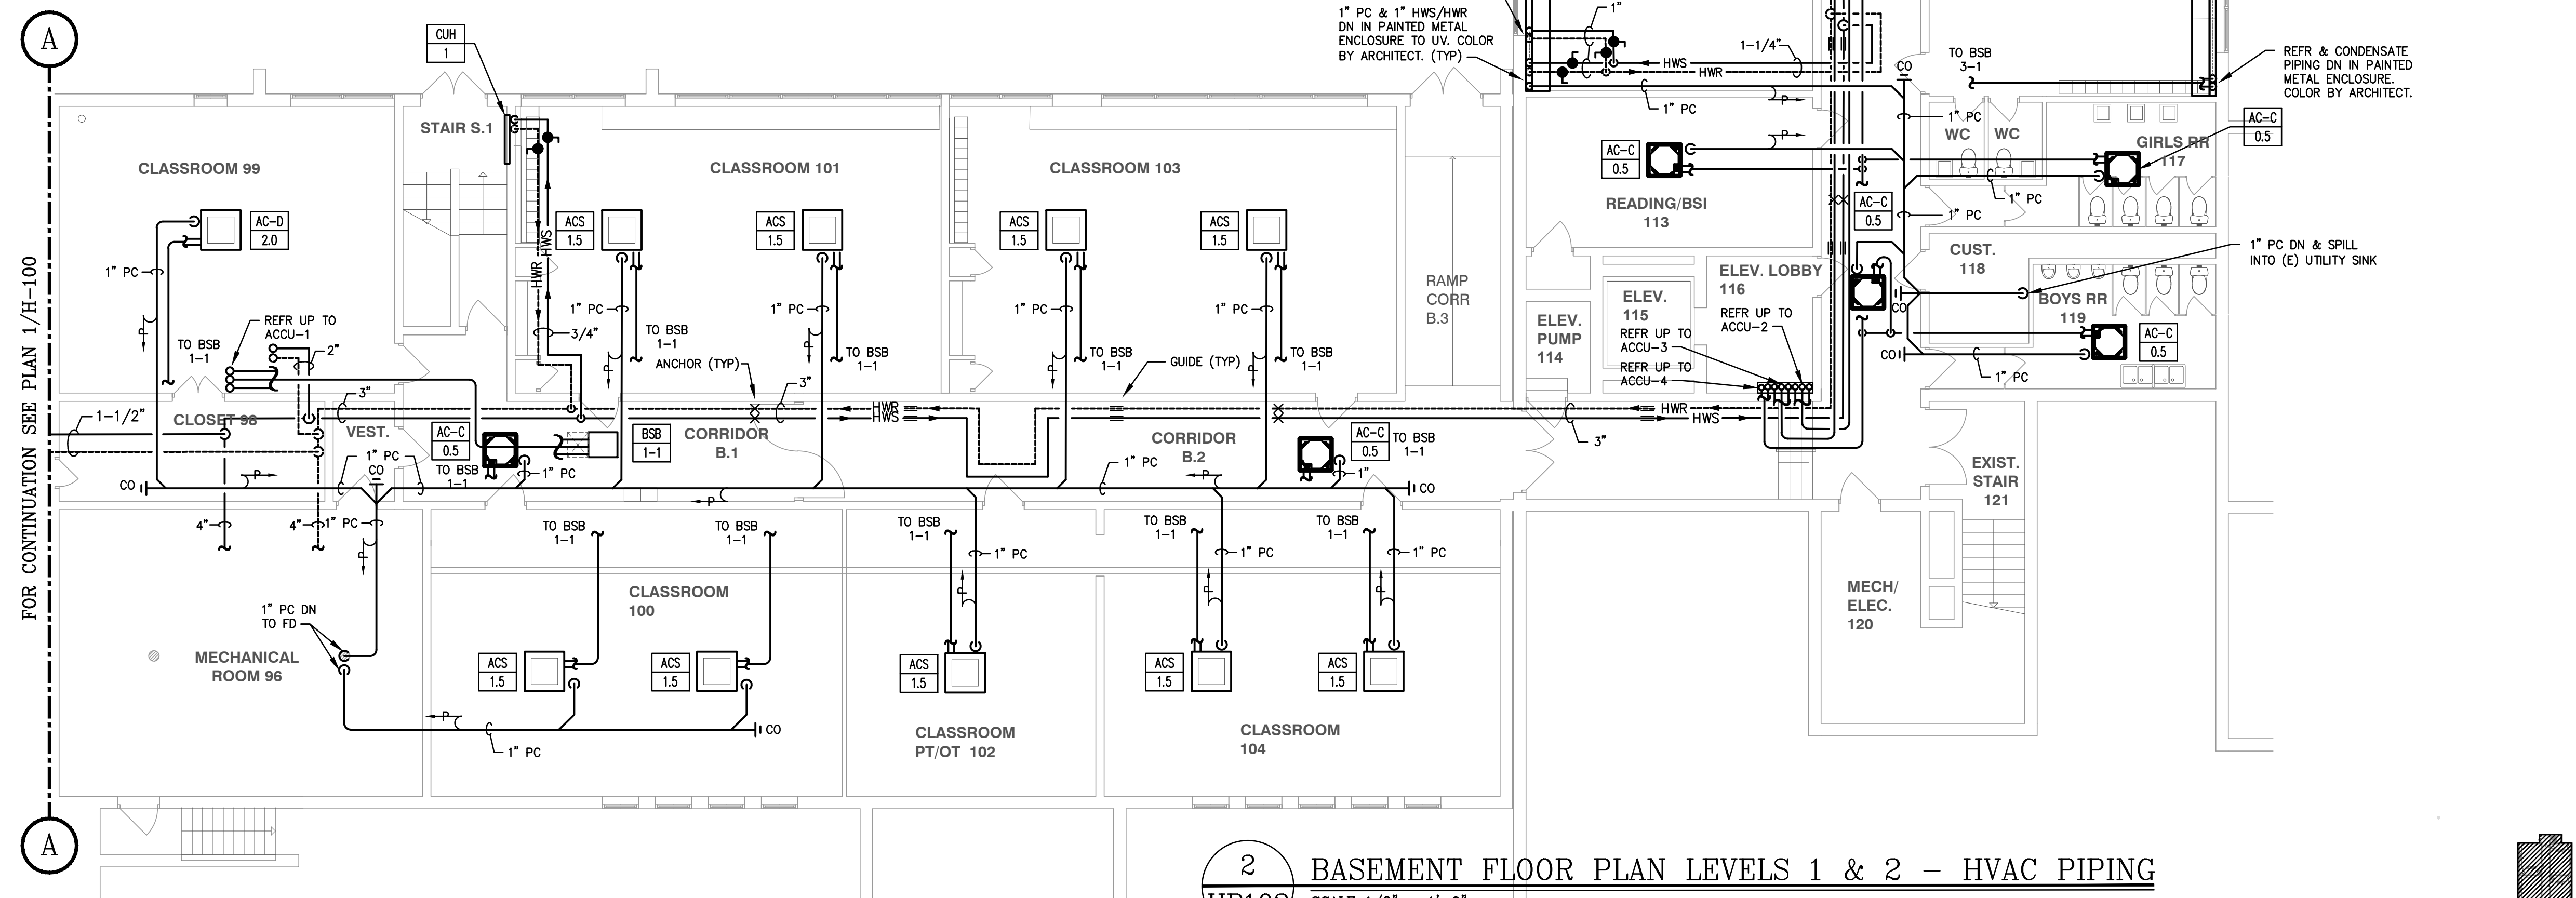 A
FOR CONTINUATION SEE PLAN 1/H-100
A
CUH
1
STAIR S.1
CLASSROOM 99
AC-D
2.0
1" PC
P
REFR UP TO
ACCU-1
TO BSB
1-1
2"
3"
1-1/2"
CLOSET 98
VEST.
1" PC
CO
CO
P
4"
4"
1" PC
P
1" PC DN
TO FD
MECHANICAL
ROOM 96
CLASSROOM 101
ACS
1.5
ACS
1.5
HWS
HWR
3/4"
1" PC
P
TO BSB
1-1
1" PC
P
TO BSB
1-1
ANCHOR (TYP)
3"
HWR
HWS
AC-C
0.5
TO BSB
1-1
1" PC
BSB
1-1
CORRIDOR
B.1
P
CLASSROOM 103
ACS
1.5
ACS
1.5
1" PC
P
TO BSB
1-1
GUIDE (TYP)
1" PC
P
TO BSB
1-1
CORRIDOR
B.2
1" PC
P
AC-C
0.5
TO BSB
1-1
1"
CO
3"
HWR
HWS
TO BSB
1-1
TO BSB
1-1
CLASSROOM
100
ACS
1.5
ACS
1.5
P
1" PC
CO
TO BSB
1-1
1" PC
P
ACS
1.5
CLASSROOM
PT/OT 102
TO BSB
1-1
1" PC
P
TO BSB
1-1
1" PC
P
ACS
1.5
ACS
1.5
CLASSROOM
104
RAMP
CORR
B.3
1" PC & 1" HWS/HWR
DN IN PAINTED METAL
ENCLOSURE TO UV. COLOR
BY ARCHITECT. (TYP)
1"
1-1/4"
HWS
HWR
1" PC
P
P
AC-C
0.5
READING/BSI
113
ELEV. LOBBY
116
ELEV.
115
ELEV.
PUMP
114
REFR UP TO
ACCU-2
REFR UP TO
ACCU-3
REFR UP TO
ACCU-4
CO
TO BSB
3-1
REFR & CONDENSATE
PIPING DN IN PAINTED
METAL ENCLOSURE.
COLOR BY ARCHITECT.
1" PC
WC
WC
GIRLS RR
117
AC-C
0.5
1" PC
AC-C
0.5
1" PC
CUST.
118
1" PC DN & SPILL
INTO (E) UTILITY SINK
CO
BOYS RR
119
AC-C
0.5
CO
1" PC
EXIST.
STAIR
121
MECH/
ELEC.
120
2
BASEMENT FLOOR PLAN LEVELS 1 & 2 – HVAC PIPING